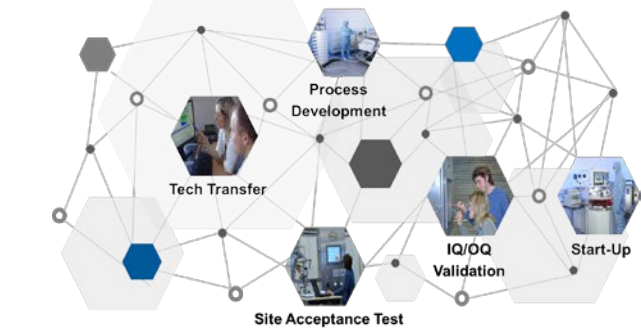 Process
Development
Tech Transfer
IQ/OQ
Validation
Start-Up
Site Acceptance Test